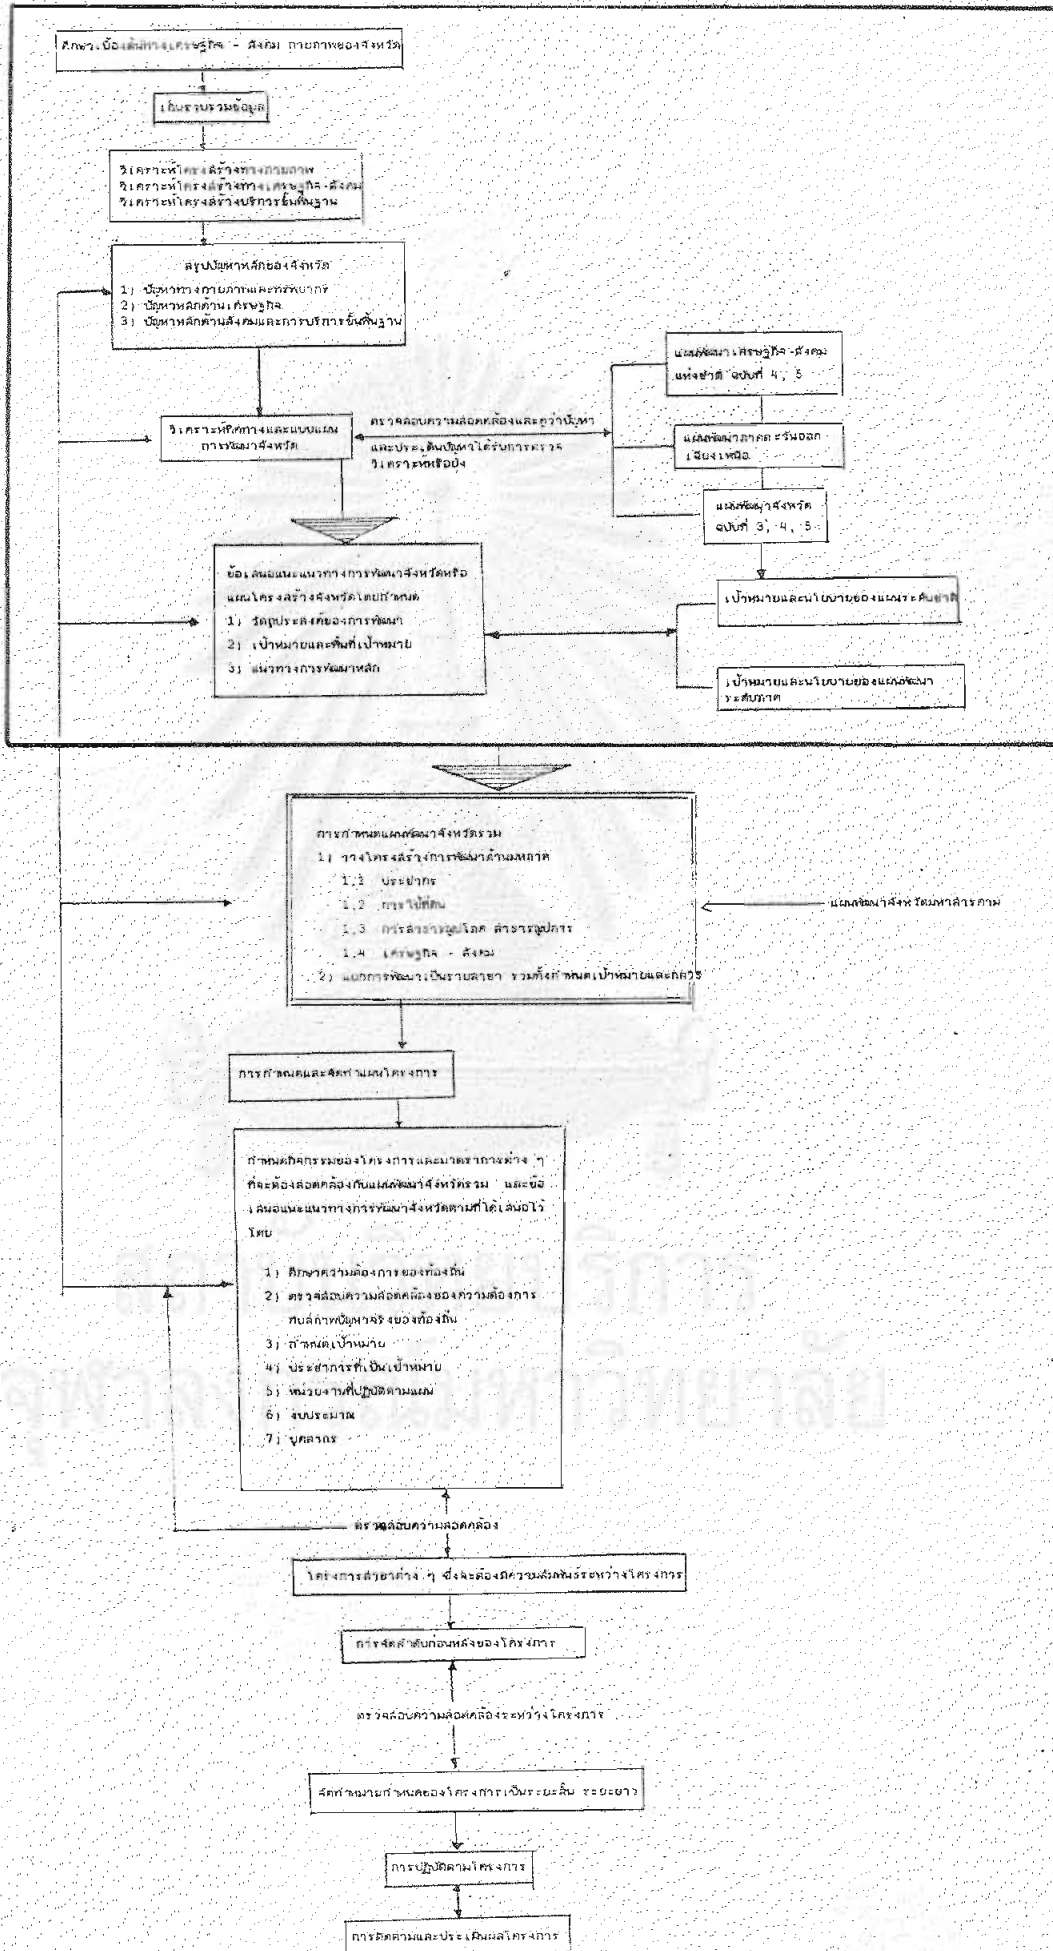 ศึกษาเบื้องต้นทางเศรษฐกิจ - สังคม กายภาพของจังหวัด
เก็บรวบรวมข้อมูล
วิเคราะห์โครงสร้างทางกายภาพ
วิเคราะห์โครงสร้างทางเศรษฐกิจ-สังคม
วิเคราะห์โครงสร้างบริการขั้นพื้นฐาน
สรุปปัญหาหลักของจังหวัด
1) ปัญหาทางกายภาพและทรัพยากร
2) ปัญหาหลักด้านเศรษฐกิจ
3) ปัญหาหลักด้านสังคมและการบริการขั้นพื้นฐาน
วิเคราะห์ทิศทางและแบบแผน
การพัฒนาจังหวัด
ตรวจสอบความสอดคล้องและดูว่าปัญหา
และประเด็นปัญหาได้รับการตรวจ
วิเคราะห์หรือยัง
แผนพัฒนาเศรษฐกิจ-สังคม
แห่งชาติ ฉบับที่ 4, 5
แผนพัฒนาภาคตะวันออก
เฉียงเหนือ
แผนพัฒนาจังหวัด
ฉบับที่ 3, 4, 5
ข้อเสนอแนะแนวทางการพัฒนาจังหวัดหรือ
แผนโครงสร้างจังหวัดโดยกำหนด
1) วัตถุประสงค์ของการพัฒนา
2) เป้าหมายและพื้นที่เป้าหมาย
3) แนวทางการพัฒนาหลัก
เป้าหมายและนโยบายของแผนระดับชาติ
เป้าหมายและนโยบายของแผนพัฒนา
ระดับภาค
การกำหนดแผนพัฒนาจังหวัดรวม
1) วางโครงสร้างการพัฒนาด้านมหภาค
1.1 ประชากร
1.2 การใช้ที่ดิน
1.3 การสาธารณูปโภค สาธารณูปการ
1.4 เศรษฐกิจ - สังคม
2) แยกการพัฒนาเป็นรายสาขา รวมทั้งกำหนดเป้าหมายและกลวิธี
แผนพัฒนาจังหวัดมหาสารคาม
การกำหนดและจัดทำแผนโครงการ
กำหนดกิจกรรมของโครงการและมาตราการต่าง ๆ
ที่จะต้องสอดคล้องกับแผนพัฒนาจังหวัดรวม และข้อ
เสนอแนะแนวทางการพัฒนาจังหวัดตามที่ได้เสนอไว้
โดย
1) ศึกษาความต้องการของท้องถิ่น
2) ตรวจสอบความสอดคล้องของความต้องการ
กับสภาพปัญหาจริงของท้องถิ่น
3) กำหนดเป้าหมาย
4) ประชาการที่เป็นเป้าหมาย
5) หน่วยงานที่ปฏิบัติตามแผน
6) งบประมาณ
7) บุคลากร
ตรวจสอบความสอดคล้อง
โครงการสาขาต่าง ๆ ซึ่งจะต้องมีความสัมพันธ์ระหว่างโครงการ
การจัดลำดับก่อนหลังของโครงการ
ตรวจสอบความสอดคล้องระหว่างโครงการ
จัดทำหมายกำหนดของโครงการเป็นระยะสั้น ระยะยาว
การปฏิบัติตามโครงการ
การติดตามและประเมินผลโครงการ